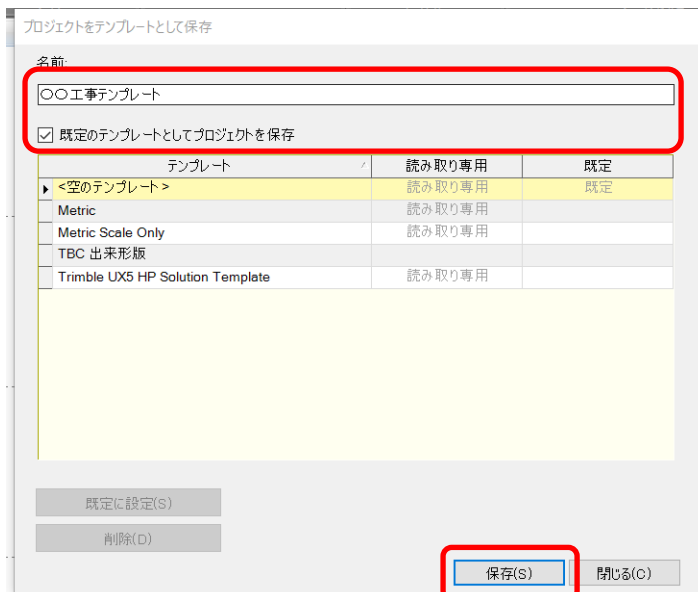 プロジェクトをテンプレートとして保存
名前:
〇〇工事テンプレート
既定のテンプレートとしてプロジェクトを保存
テンプレート 読み取り専用 既定
<空のテンプレート> 読み取り専用 既定
Metric 読み取り専用
Metric Scale Only 読み取り専用
TBC 出来形版
Trimble UX5 HP Solution Template 読み取り専用
既定に設定(S)
削除(D)
保存(S) 閉じる(C)